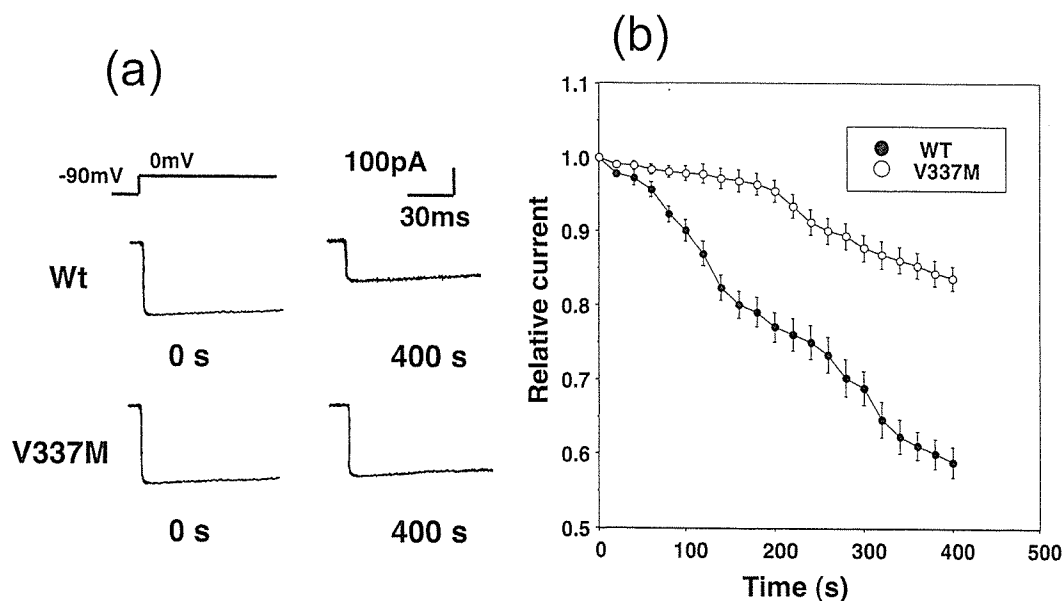 (a)
-90mV
0mV
100pA
30ms
Wt
0 s
400 s
V337M
0 s
400 s
(b)
Relative current
1.1
1.0
0.9
0.8
0.7
0.6
0.5
WT
V337M
0
100
200
300
400
500
Time (s)